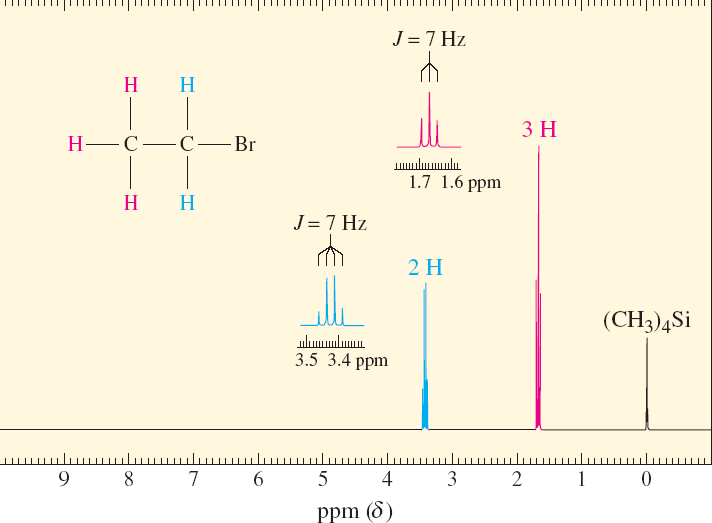 J = 7 Hz
H H
H C C Br
H H
3 H
1.7 1.6 ppm
J = 7 Hz
2 H
(CH₃)₄Si
3.5 3.4 ppm
9 8 7 6 5 4 3 2 1 0
ppm (δ)